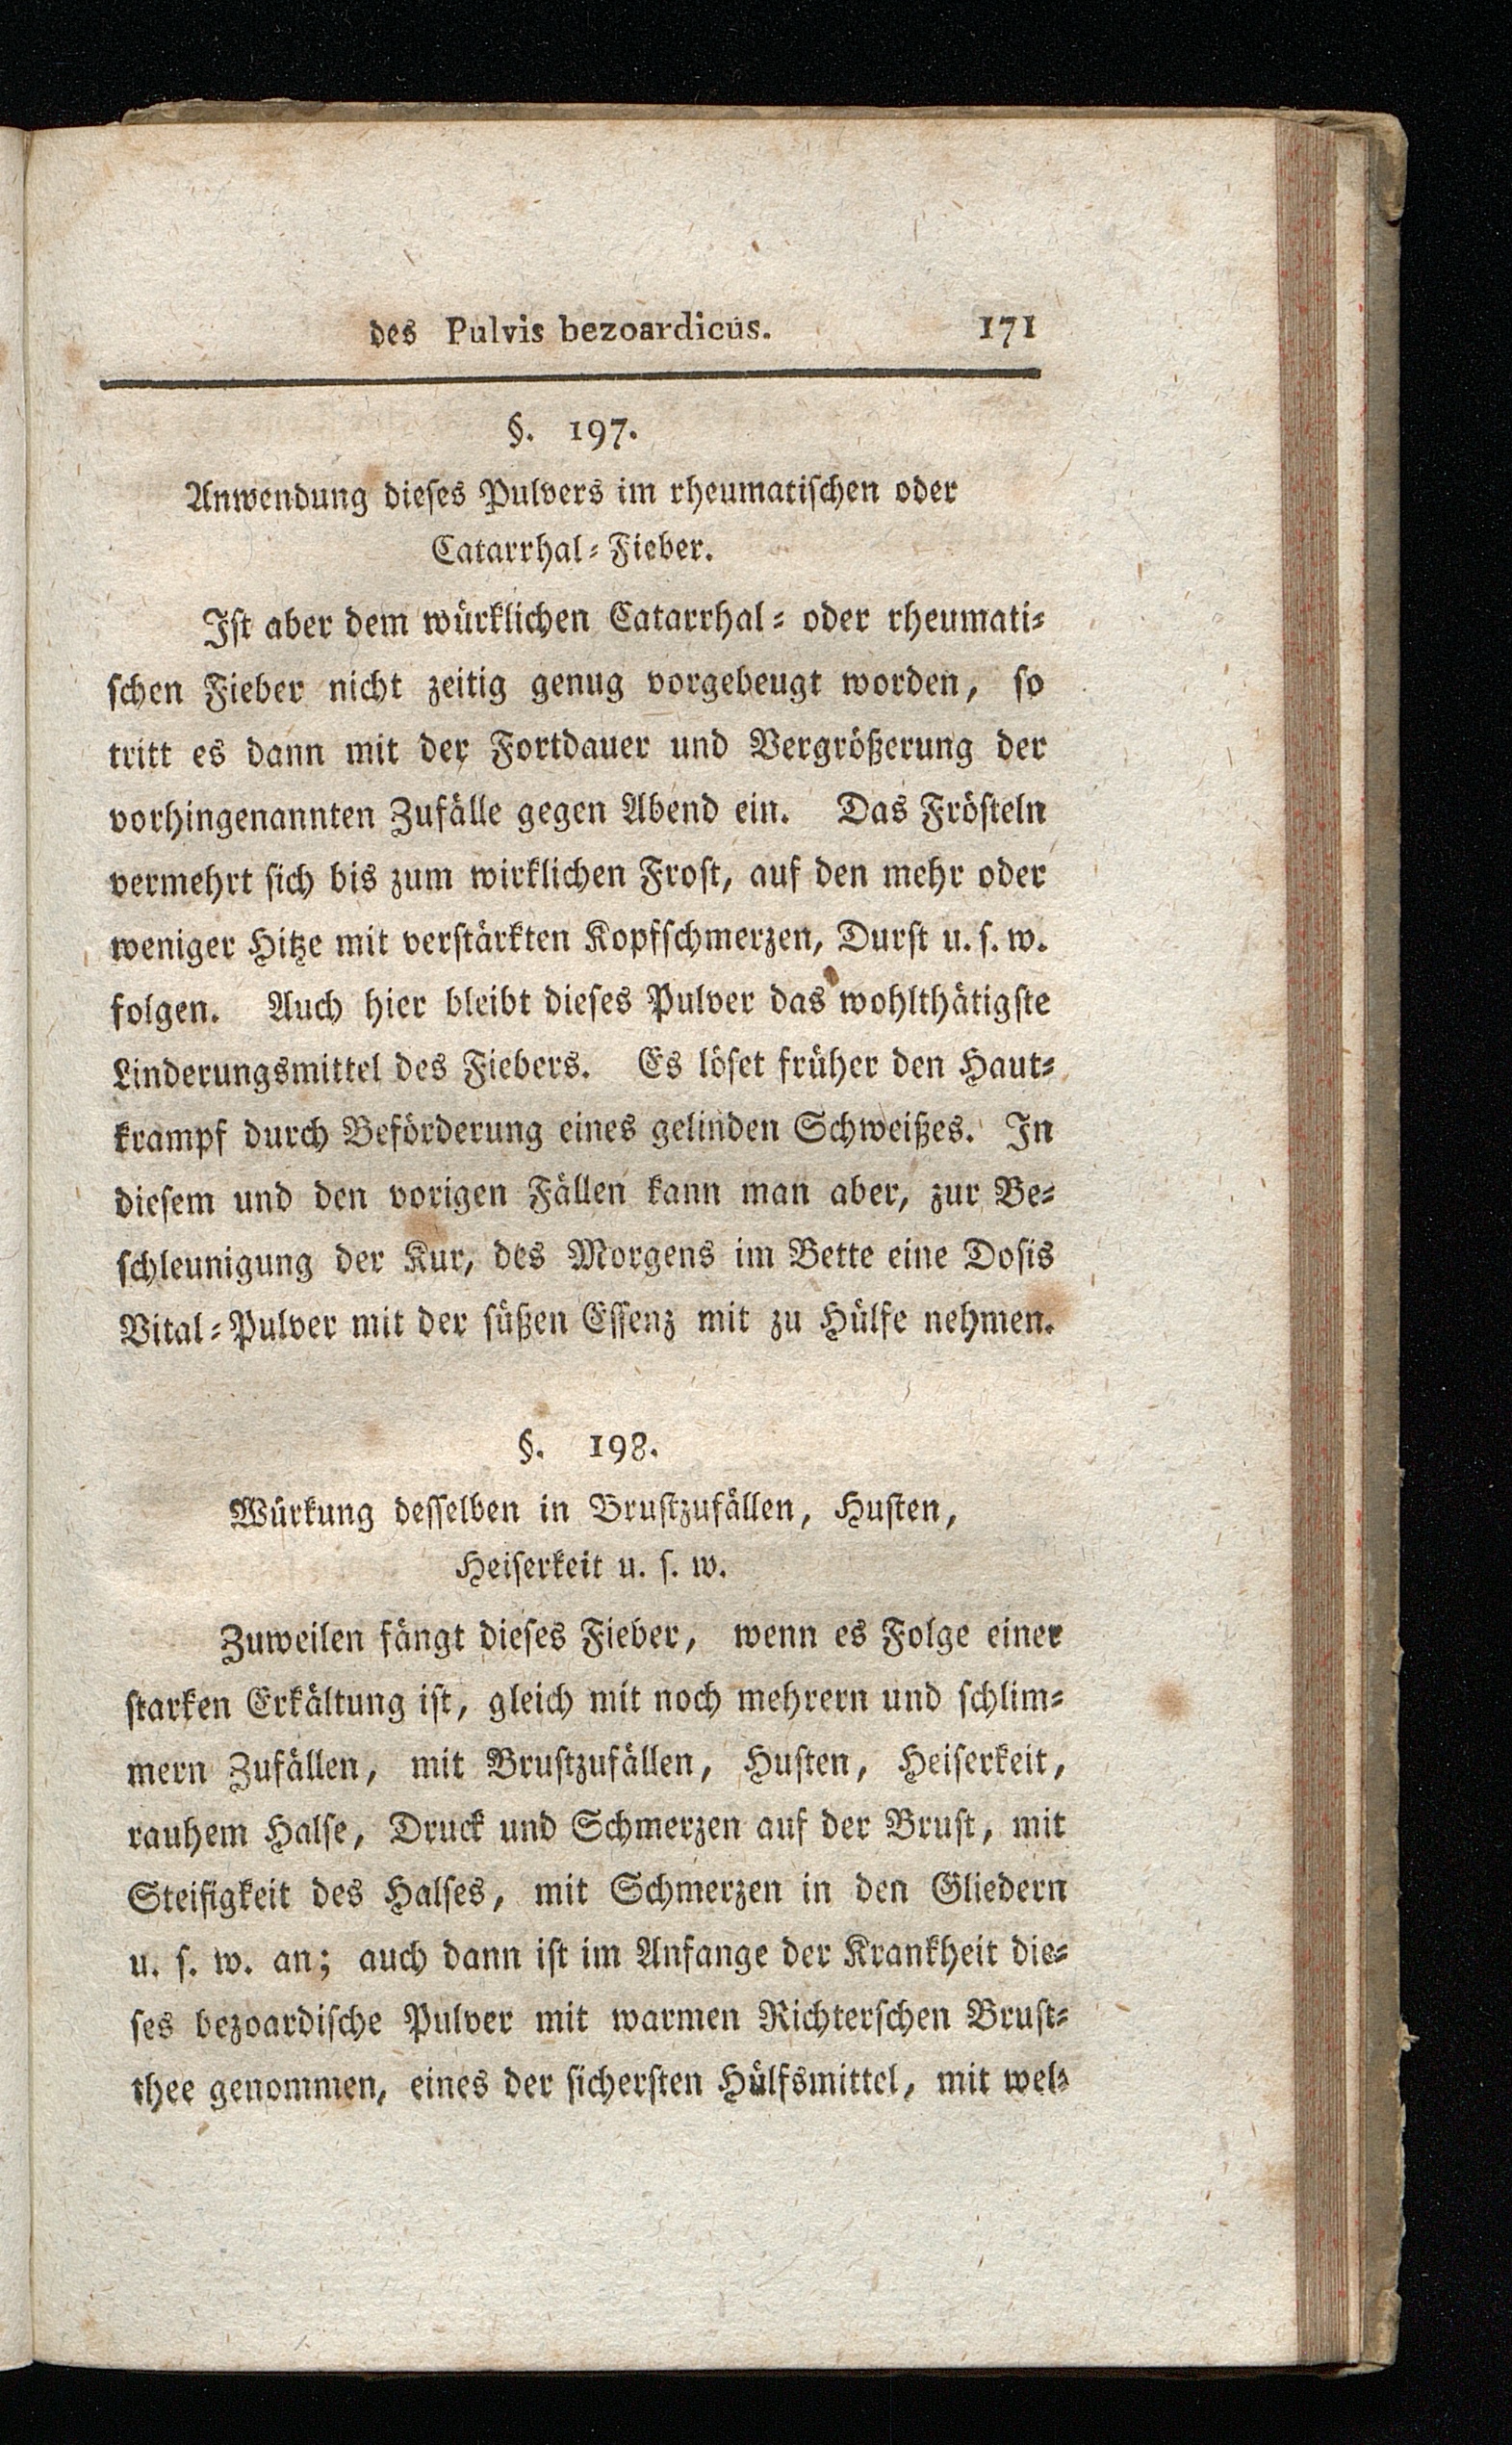 des Pulvis bezoardicus. 171
§. 197.
Anwendung dieses Pulvers im rheumatischen oder
Catarrhal-Fieber.
Ist aber dem würklichen Catarrhal- oder rheumati-
schen Fieber nicht zeitig genug vorgebeugt worden, so
tritt es dann mit der Fortdauer und Vergrößerung der
vorhingenannten Zufälle gegen Abend ein. Das Frösteln
vermehrt sich bis zum wirklichen Frost, auf den mehr oder
weniger Hitze mit verstärkten Kopfschmerzen, Durst u. s. w.
folgen. Auch hier bleibt dieses Pulver das wohlthätigste
Linderungsmittel des Fiebers. Es löset früher den Haut-
krampf durch Beförderung eines gelinden Schweißes. In
diesem und den vorigen Fällen kann man aber, zur Be-
schleunigung der Kur, des Morgens im Bette eine Dosis
Vital-Pulver mit der süßen Essenz mit zu Hülfe nehmen.
§. 198.
Würkung desselben in Brustzufällen, Husten,
Heiserkeit u. s. w.
Zuweilen fängt dieses Fieber, wenn es Folge einer
starken Erkältung ist, gleich mit noch mehrern und schlim-
mern Zufällen, mit Brustzufällen, Husten, Heiserkeit,
rauhem Halse, Druck und Schmerzen auf der Brust, mit
Steifigkeit des Halses, mit Schmerzen in den Gliedern
u. s. w. an; auch dann ist im Anfange der Krankheit die-
ses bezoardische Pulver mit warmen Richterschen Brust-
thee genommen, eines der sichersten Hülfsmittel, mit wel-